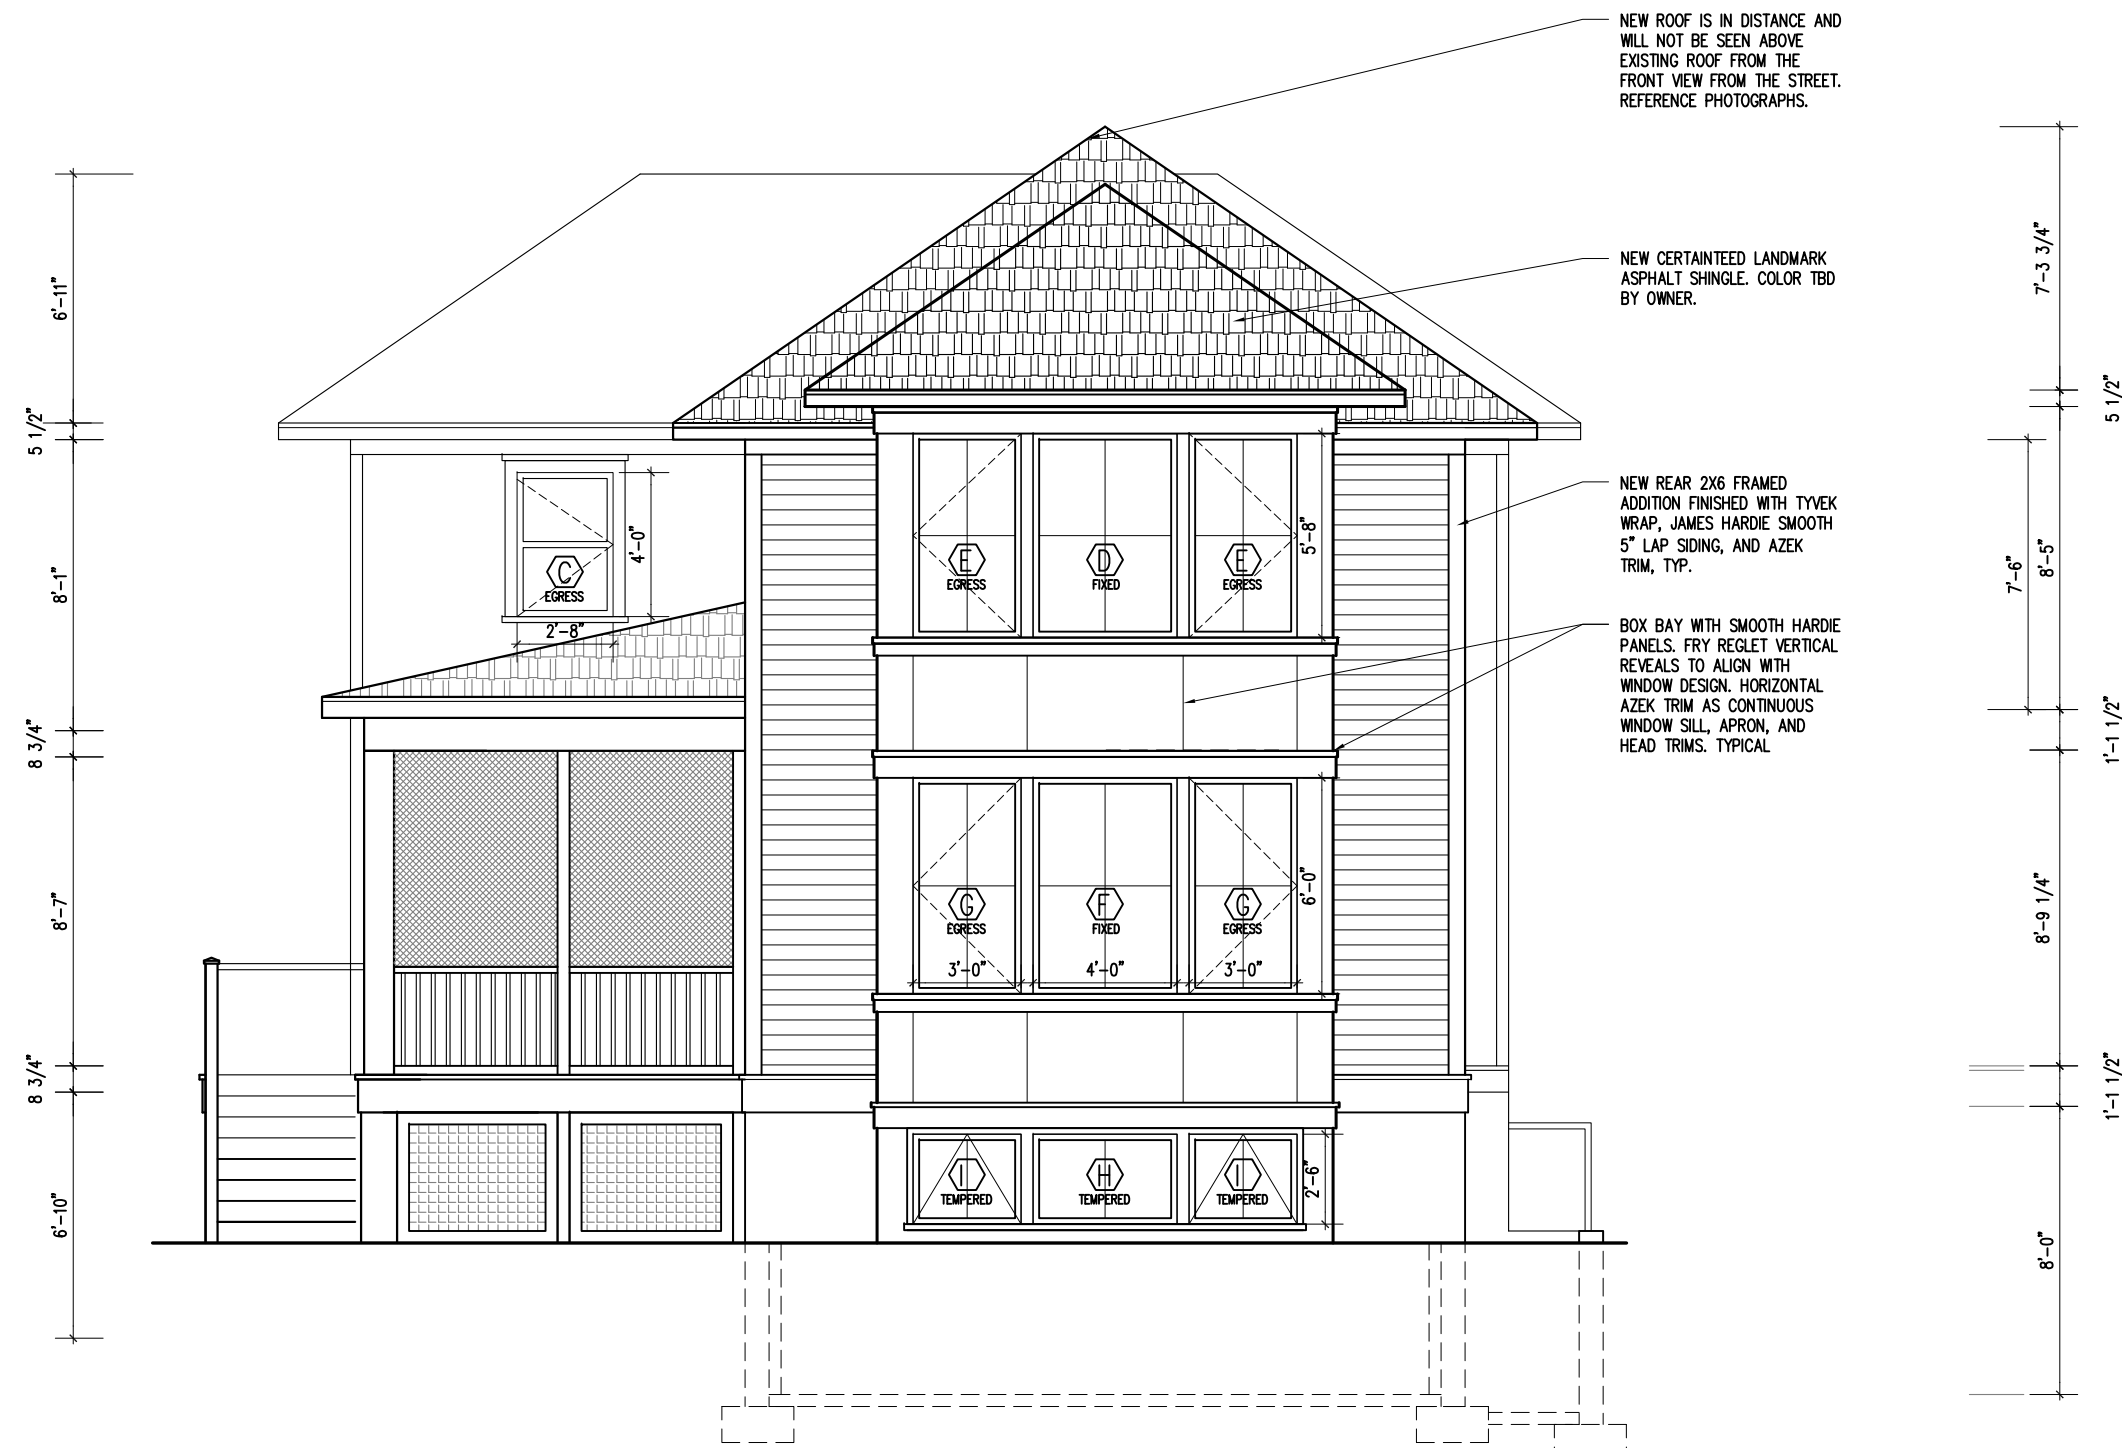 NEW ROOF IS IN DISTANCE AND
WILL NOT BE SEEN ABOVE
EXISTING ROOF FROM THE
FRONT VIEW FROM THE STREET.
REFERENCE PHOTOGRAPHS.
NEW CERTAINTEED LANDMARK
ASPHALT SHINGLE. COLOR TBD
BY OWNER.
NEW REAR 2X6 FRAMED
ADDITION FINISHED WITH TYVEK
WRAP, JAMES HARDIE SMOOTH
5" LAP SIDING, AND AZEK
TRIM, TYP.
BOX BAY WITH SMOOTH HARDIE
PANELS. FRY REGLET VERTICAL
REVEALS TO ALIGN WITH
WINDOW DESIGN. HORIZONTAL
AZEK TRIM AS CONTINUOUS
WINDOW SILL, APRON, AND
HEAD TRIMS. TYPICAL
6'-11"
5 1/2"
8'-1"
8 3/4"
8'-7"
8 3/4"
6'-10"
C
EGRESS
4'-0"
2'-8"
E
EGRESS
D
FIXED
E
EGRESS
5'-8"
G
EGRESS
F
FIXED
G
EGRESS
6'-0"
3'-0"
4'-0"
3'-0"
I
TEMPERED
H
TEMPERED
I
TEMPERED
2'-6"
7'-3 3/4"
5 1/2"
7'-6"
8'-5"
1'-1 1/2"
8'-9 1/4"
1'-1 1/2"
8'-0"